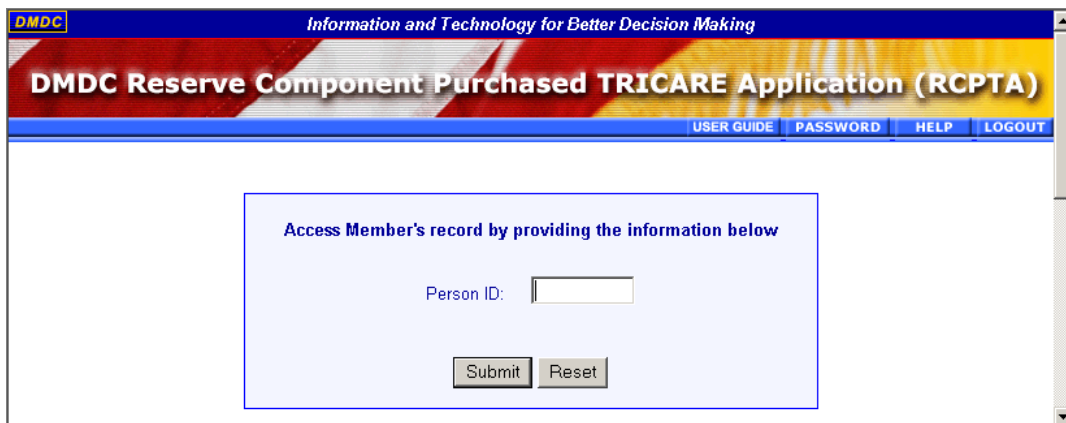 DMDC
Information and Technology for Better Decision Making
DMDC Reserve Component Purchased TRICARE Application (RCPTA)
USER GUIDE PASSWORD HELP LOGOUT
Access Member's record by providing the information below
Person ID:
Submit Reset